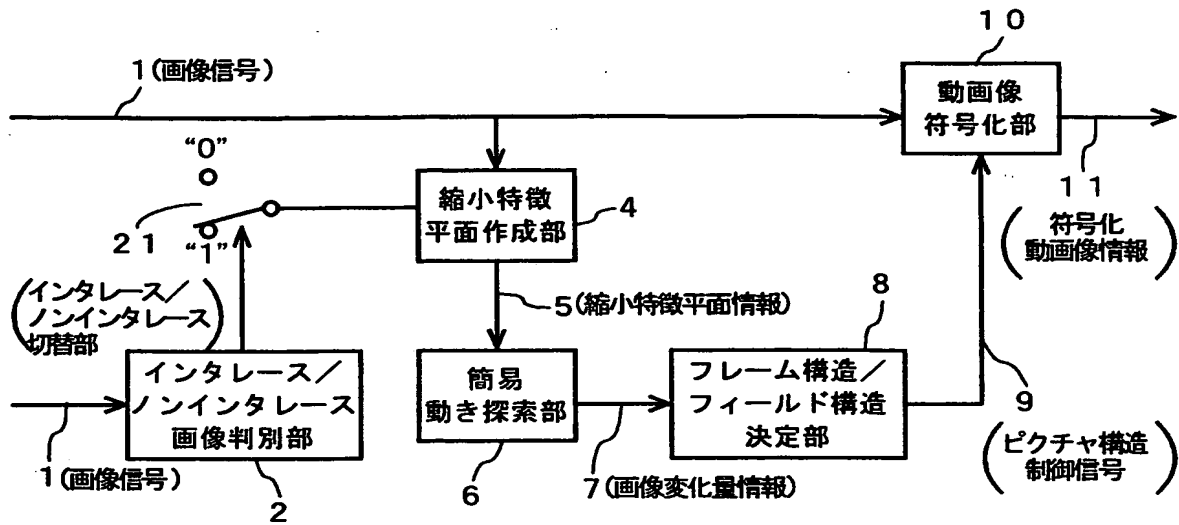 1(画像信号)
10
動画像
符号化部
11
(符号化
動画像情報)
“0”
21
“1”
縮小特徴
平面作成部
4
(インタレース/
ノンインタレース
切替部)
5(縮小特徴平面情報)
8
インタレース/
ノンインタレース
画像判別部
簡易
動き探索部
フレーム構造/
フィールド構造
決定部
9
(ピクチャ構造
制御信号)
1(画像信号)
2
6
7(画像変化量情報)